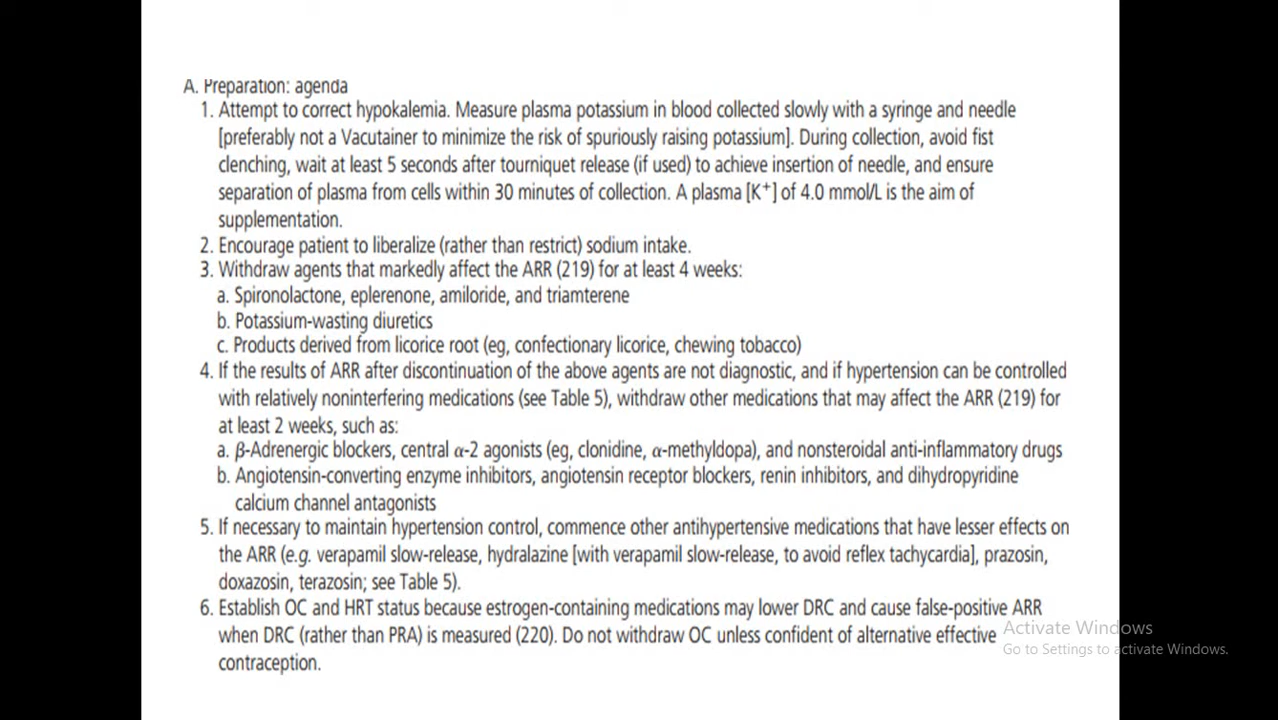 A. Preparation: agenda
1. Attempt to correct hypokalemia. Measure plasma potassium in blood collected slowly with a syringe and needle
[preferably not a Vacutainer to minimize the risk of spuriously raising potassium]. During collection, avoid fist
clenching, wait at least 5 seconds after tourniquet release (if used) to achieve insertion of needle, and ensure
separation of plasma from cells within 30 minutes of collection. A plasma [K⁺] of 4.0 mmol/L is the aim of
supplementation.
2. Encourage patient to liberalize (rather than restrict) sodium intake.
3. Withdraw agents that markedly affect the ARR (219) for at least 4 weeks:
a. Spironolactone, eplerenone, amiloride, and triamterene
b. Potassium-wasting diuretics
c. Products derived from licorice root (eg, confectionary licorice, chewing tobacco)
4. If the results of ARR after discontinuation of the above agents are not diagnostic, and if hypertension can be controlled
with relatively noninterfering medications (see Table 5), withdraw other medications that may affect the ARR (219) for
at least 2 weeks, such as:
a. β-Adrenergic blockers, central α-2 agonists (eg, clonidine, α-methyldopa), and nonsteroidal anti-inflammatory drugs
b. Angiotensin-converting enzyme inhibitors, angiotensin receptor blockers, renin inhibitors, and dihydropyridine
calcium channel antagonists
5. If necessary to maintain hypertension control, commence other antihypertensive medications that have lesser effects on
the ARR (e.g. verapamil slow-release, hydralazine [with verapamil slow-release, to avoid reflex tachycardia], prazosin,
doxazosin, terazosin; see Table 5).
6. Establish OC and HRT status because estrogen-containing medications may lower DRC and cause false-positive ARR
when DRC (rather than PRA) is measured (220). Do not withdraw OC unless confident of alternative effective
contraception.
Activate Windows
Go to Settings to activate Windows.